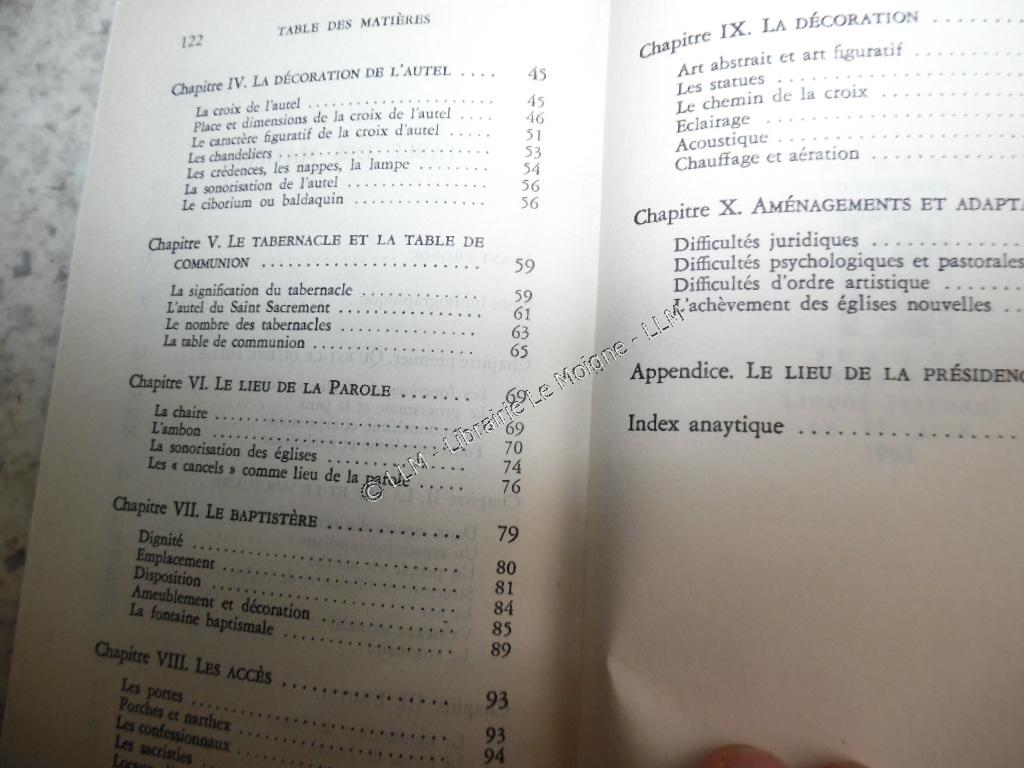 122 TABLE DES MATIÈRES
Chapitre IV. LA DÉCORATION DE L'AUTEL .... 45
La croix de l'autel ........................ 45
Place et dimensions de la croix de l'autel .... 46
Le caractère figuratif de la croix d'autel ..... 51
Les chandeliers ........................... 53
Les crédences, les nappes, la lampe ........ 54
La sonorisation de l'autel .................. 56
Le ciborium ou baldaquin ................. 56
Chapitre V. LE TABERNACLE ET LA TABLE DE
COMMUNION ...................... 59
La signification du tabernacle .............. 59
L'autel du Saint Sacrement ................ 61
Le nombre des tabernacles ................. 63
La table de communion ................... 65
Chapitre VI. LE LIEU DE LA PAROLE ........ 69
La chaire ............................... 69
L'ambon ................................ 70
La sonorisation des églises ................. 74
Les « cancels » comme lieu de la parole ..... 76
Chapitre VII. LE BAPTISTÈRE .............. 79
Dignité ................................. 80
Emplacement ............................ 81
Disposition ............................. 84
Ameublement et décoration ............... 85
La fontaine baptismale ................... 89
Chapitre VIII. LES ACCÈS ................. 93
Les portes .............................. 93
Porches et narthex ....................... 94
Les confessionnaux
Les sacristies
Chapitre IX. LA DÉCORATION ..........
Art abstrait et art figuratif ............
Les statues ..........................
Le chemin de la croix ................
Eclairage ...........................
Acoustique ..........................
Chauffage et aération .................
Chapitre X. AMÉNAGEMENTS ET ADAPTA
Difficultés juridiques ..................
Difficultés psychologiques et pastorales
Difficultés d'ordre artistique ...........
L'achèvement des églises nouvelles ...
Appendice. LE LIEU DE LA PRÉSIDENC
Index anaytique ......................
© LLM - Librairie Le Moigne - LLM